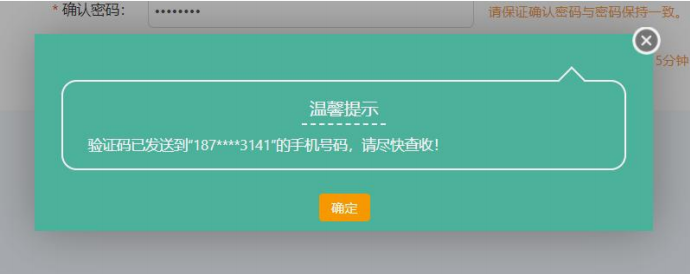 *确认密码： ••••••••
请保证确认密码与密码保持一致。
5分钟
温馨提示
验证码已发送到"187****3141"的手机号码，请尽快查收！
确定